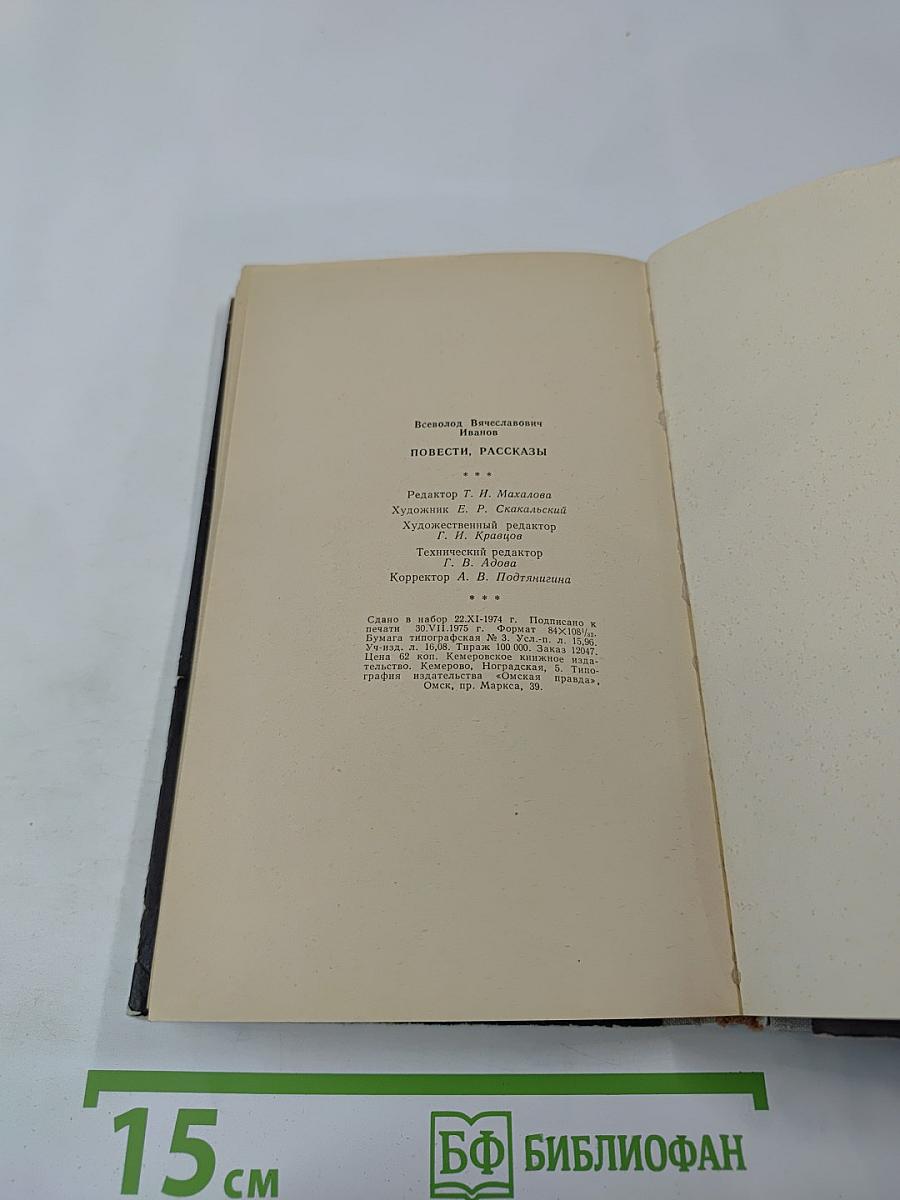 Всеволод Вячеславович
Иванов
ПОВЕСТИ, РАССКАЗЫ
* * *
Редактор Т. И. Махалова
Художник Е. Р. Скакальский
Художественный редактор
Г. И. Кравцов
Технический редактор
Г. В. Адова
Корректор А. В. Подтянигина
* * *
Сдано в набор 22.XI-1974 г. Подписано к
печати 30.VII.1975 г. Формат 84×108¹/₃₂.
Бумага типографская № 3. Усл.-п. л. 15,96.
Уч-изд. л. 16,08. Тираж 100 000. Заказ 12047.
Цена 62 коп. Кемеровское книжное изда-
тельство. Кемерово, Ноградская, 5. Типо-
графия издательства «Омская правда»,
Омск, пр. Маркса, 39.
15 см
БФ БИБЛИОФАН